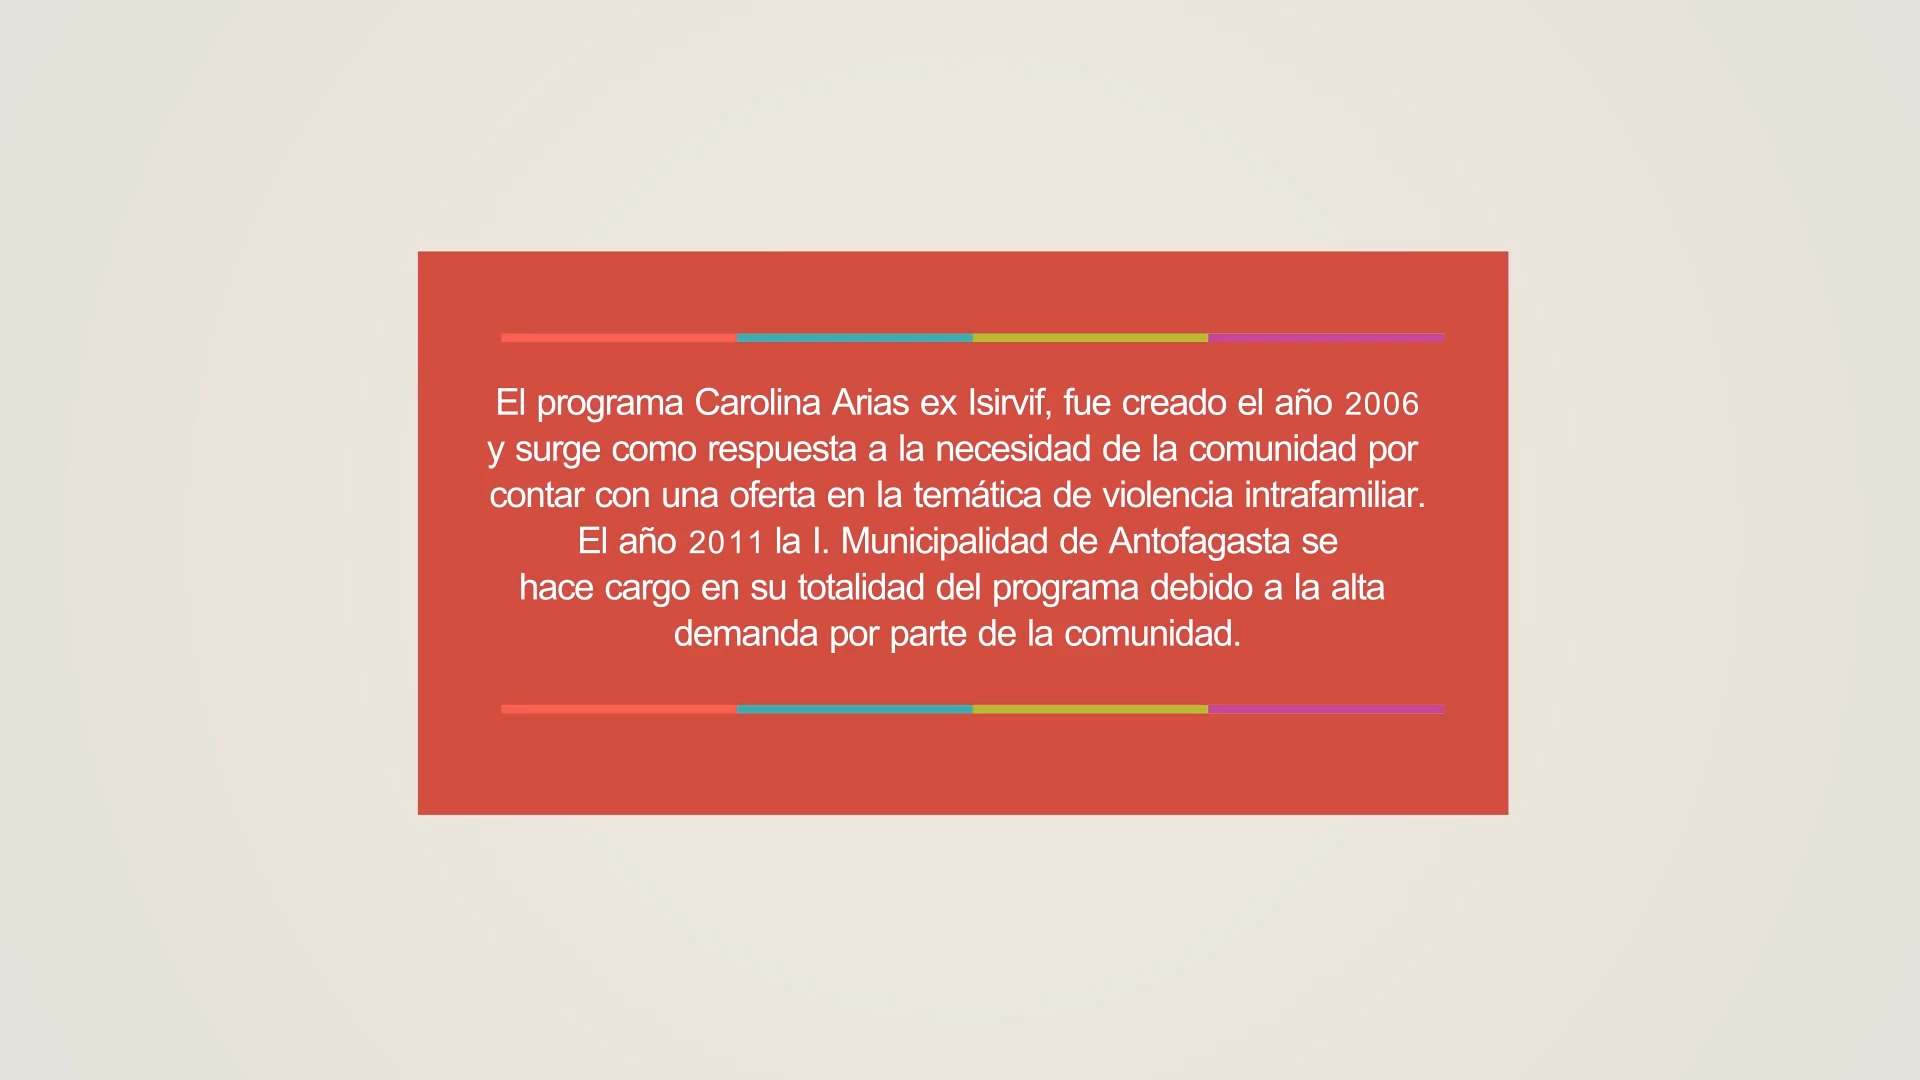 El programa Carolina Arias ex Isirvif, fue creado el año 2006
y surge como respuesta a la necesidad de la comunidad por
contar con una oferta en la temática de violencia intrafamiliar.
El año 2011 la I. Municipalidad de Antofagasta se
hace cargo en su totalidad del programa debido a la alta
demanda por parte de la comunidad.